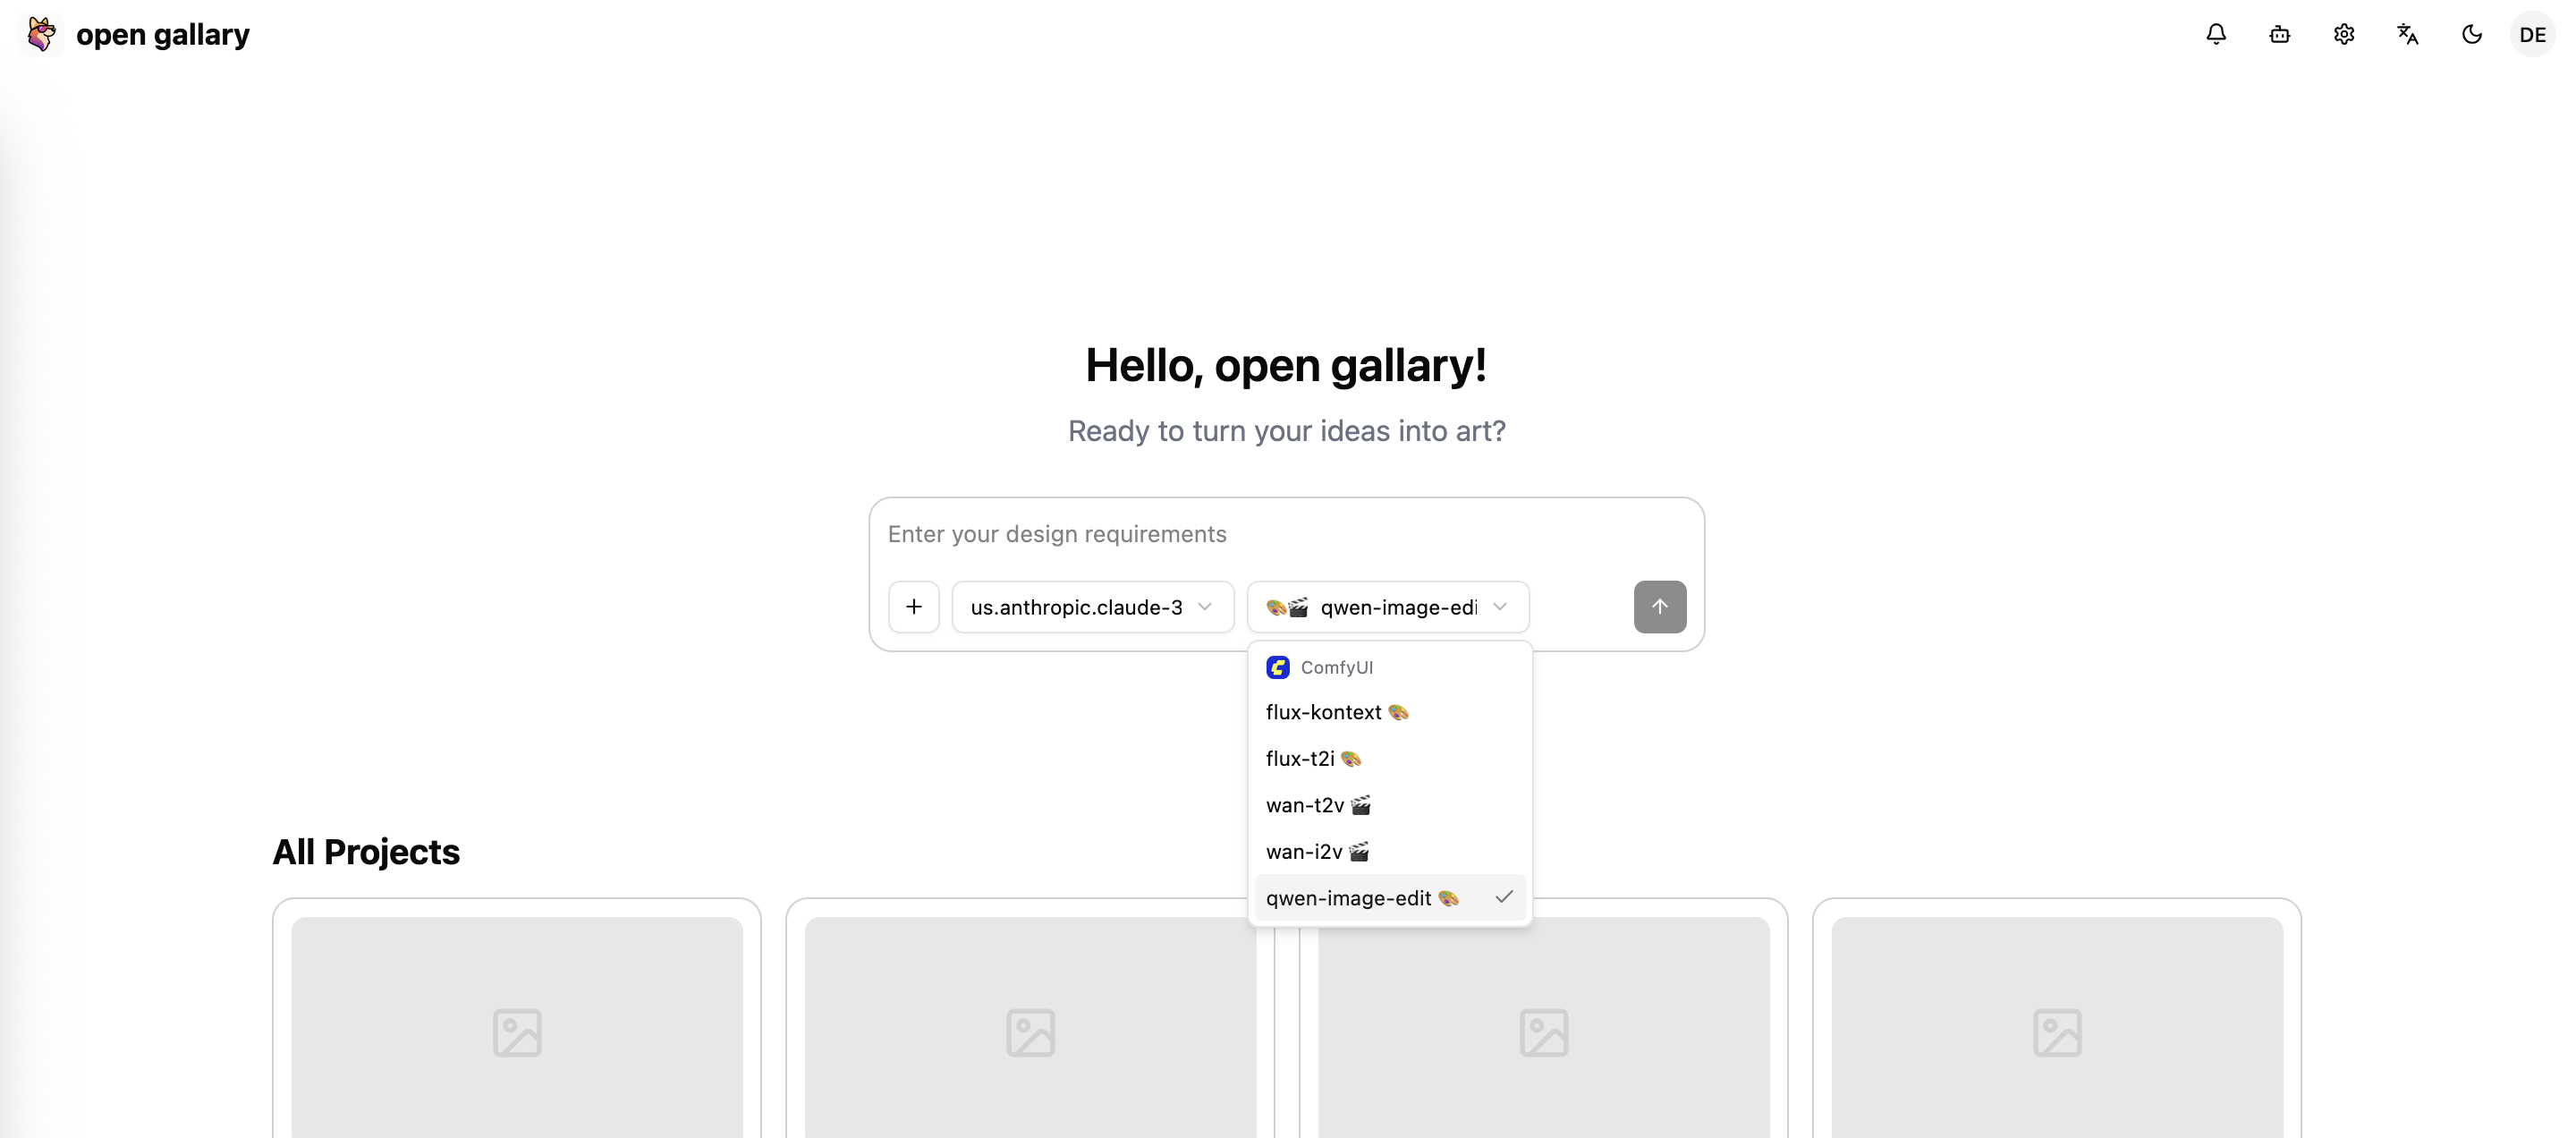 open gallary
DE
Hello, open gallary!
Ready to turn your ideas into art?
Enter your design requirements
us.anthropic.claude-3
qwen-image-edi
ComfyUI
flux-kontext
flux-t2i
wan-t2v
wan-i2v
qwen-image-edit
All Projects